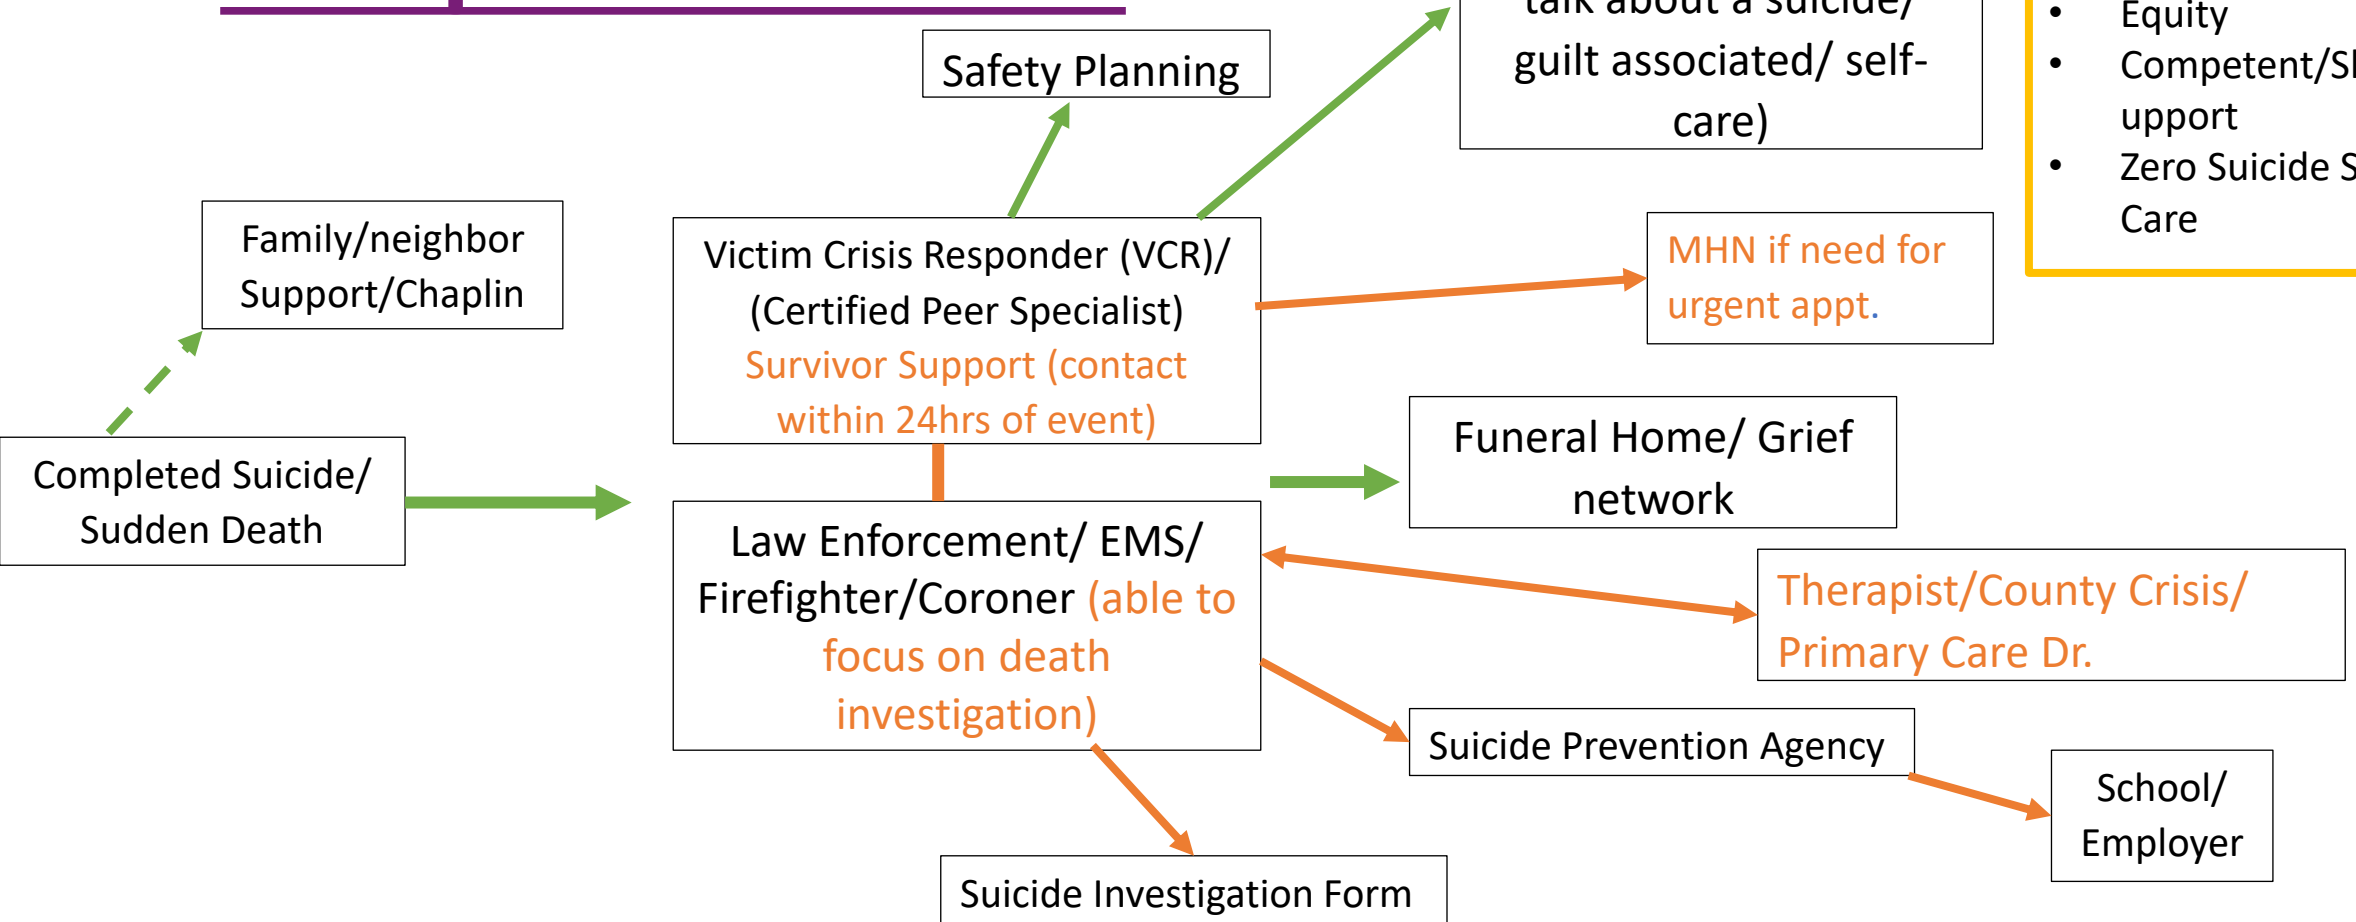 talk about a suicide/
guilt associated/ self-
care)
Equity
upport
Zero Suicide
Care
Safety Planning
Family/neighbor
Support/Chaplin
Victim Crisis Responder (VCR)/
(Certified Peer Specialist)
Survivor Support (contact
within 24hrs of event)
MHN if need for
urgent appt.
Completed Suicide/
Sudden Death
Funeral Home/ Grief
network
Law Enforcement/ EMS/
Firefighter/Coroner (able to
focus on death
investigation)
Therapist/County Crisis/
Primary Care Dr.
Suicide Prevention Agency
School/
Employer
Suicide Investigation Form